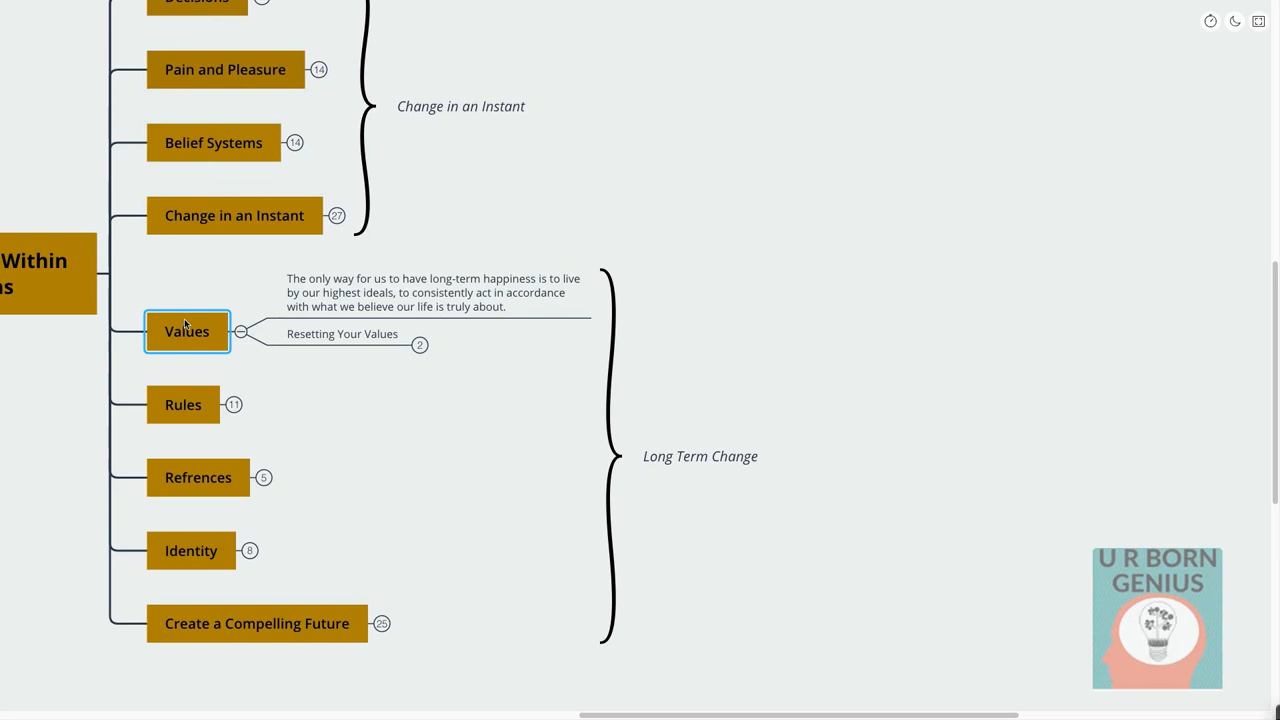 Decisions
Pain and Pleasure
14
Change in an Instant
Belief Systems
14
Change in an Instant
27
Within
ns
The only way for us to have long-term happiness is to live
by our highest ideals, to consistently act in accordance
with what we believe our life is truly about.
Values
Resetting Your Values
2
Rules
11
Long Term Change
Refrences
5
Identity
8
Create a Compelling Future
25
U R BORN
GENIUS